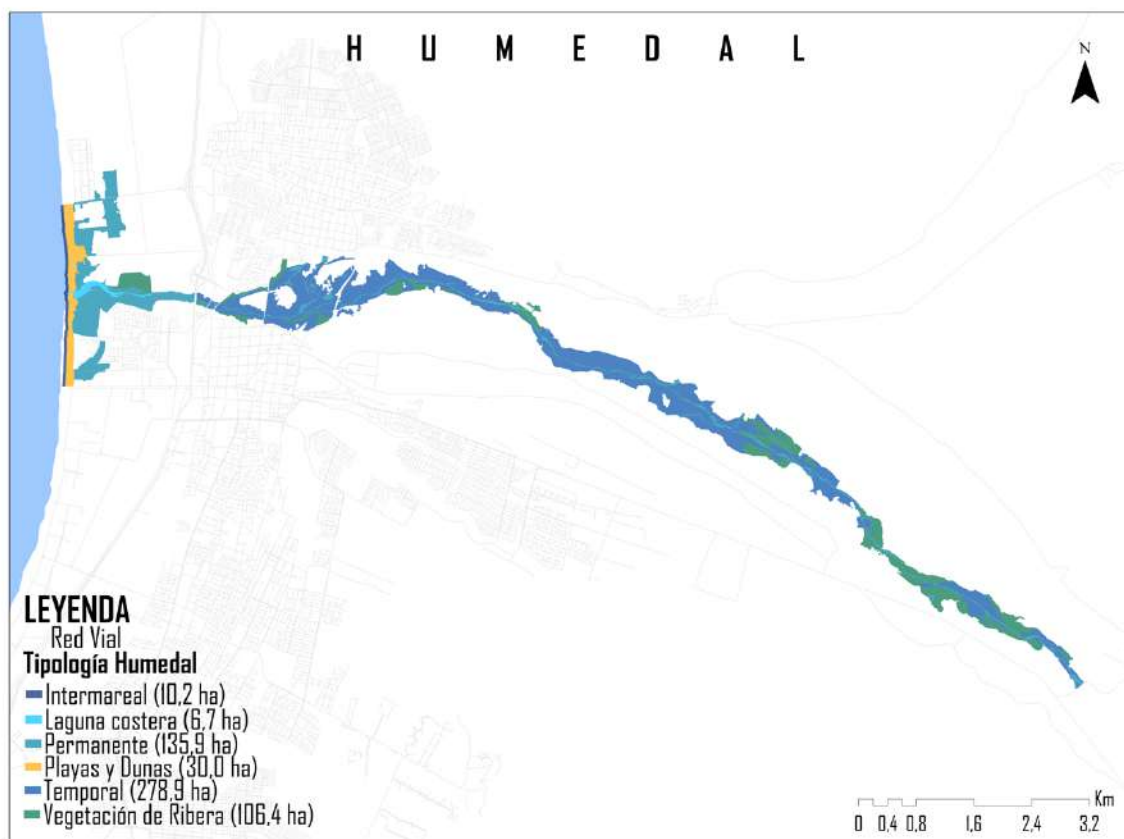 H U M E D A L
N
LEYENDA
Red Vial
Tipología Humedal
Intermareal (10,2 ha)
Laguna costera (6,7 ha)
Permanente (135,9 ha)
Playas y Dunas (30,0 ha)
Temporal (278,9 ha)
Vegetación de Ribera (106,4 ha)
Km
0 0,4 0,8 1,6 2,4 3,2